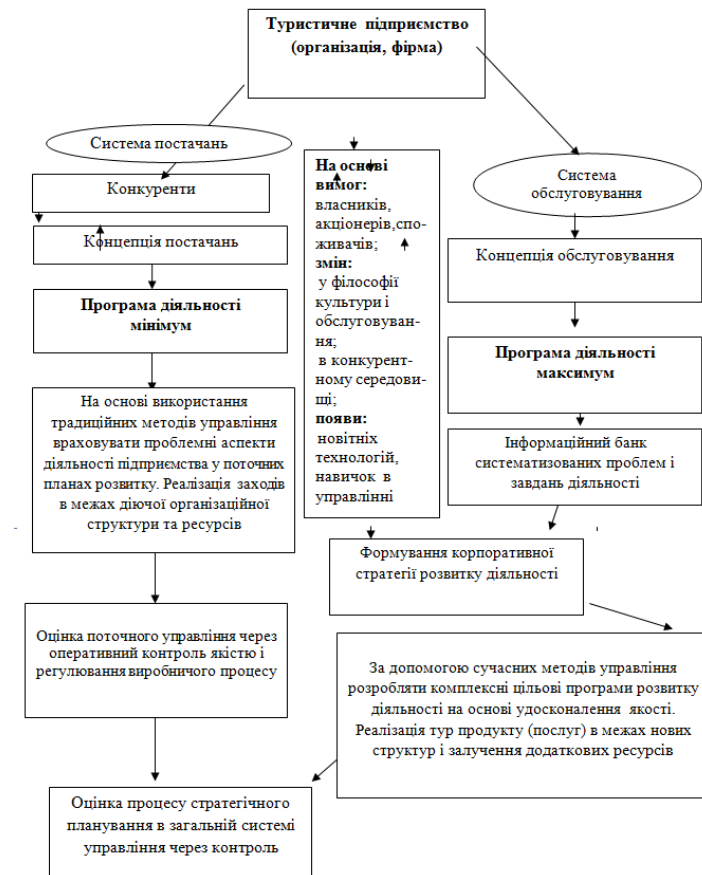 Туристичне підприємство
(організація, фірма)
Система постачань
Конкуренти
Концепція постачань
Програма діяльності
мінімум
На основі використання
традиційних методів управління
враховувати проблемні аспекти
діяльності підприємства у поточних
планах розвитку. Реалізація заходів
в межах діючої організаційної
структури та ресурсів
Оцінка поточного управління через
оперативний контроль якістю і
регулювання виробничого процесу
На основі
вимог:
власників,
акціонерів,спо-
живачів;
змін:
у філософії
культури і
обслуговуван-
ня;
в конкурент-
ному середови-
щі;
появи:
новітніх
технологій,
навичок в
управлінні
Система
обслуговування
Концепція обслуговування
Програма діяльності
максимум
Інформаційний банк
систематизованих проблем і
завдань діяльності
Формування корпоративної
стратегії розвитку діяльності
За допомогою сучасних методів управління
розробляти комплексні цільові програми розвитку
діяльності на основі удосконалення якості.
Реалізація тур продукту (послуг) в межах нових
структур і залучення додаткових ресурсів
Оцінка процесу стратегічного
планування в загальній системі
управління через контроль